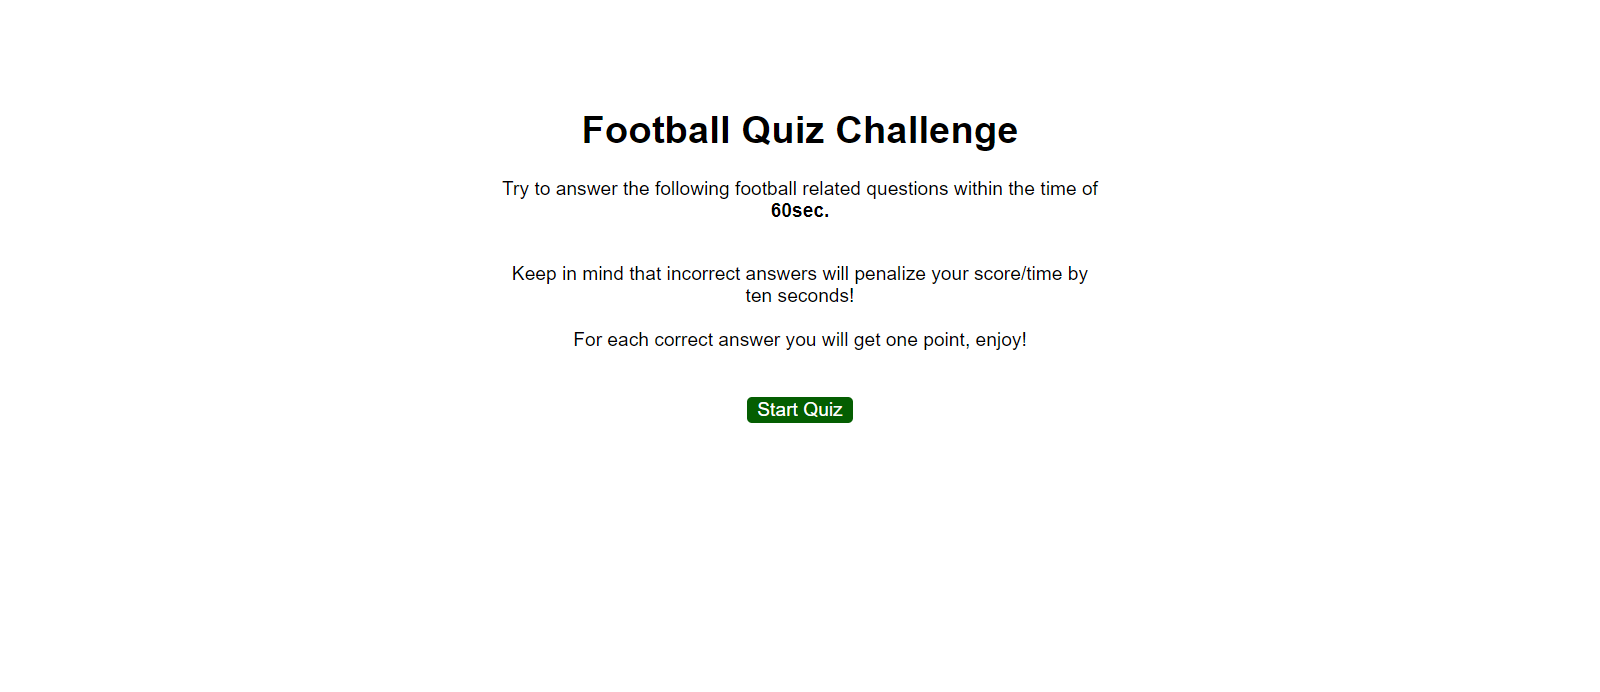 Football Quiz Challenge
Try to answer the following football related questions within the time of
60sec.
Keep in mind that incorrect answers will penalize your score/time by
ten seconds!
For each correct answer you will get one point, enjoy!
Start Quiz